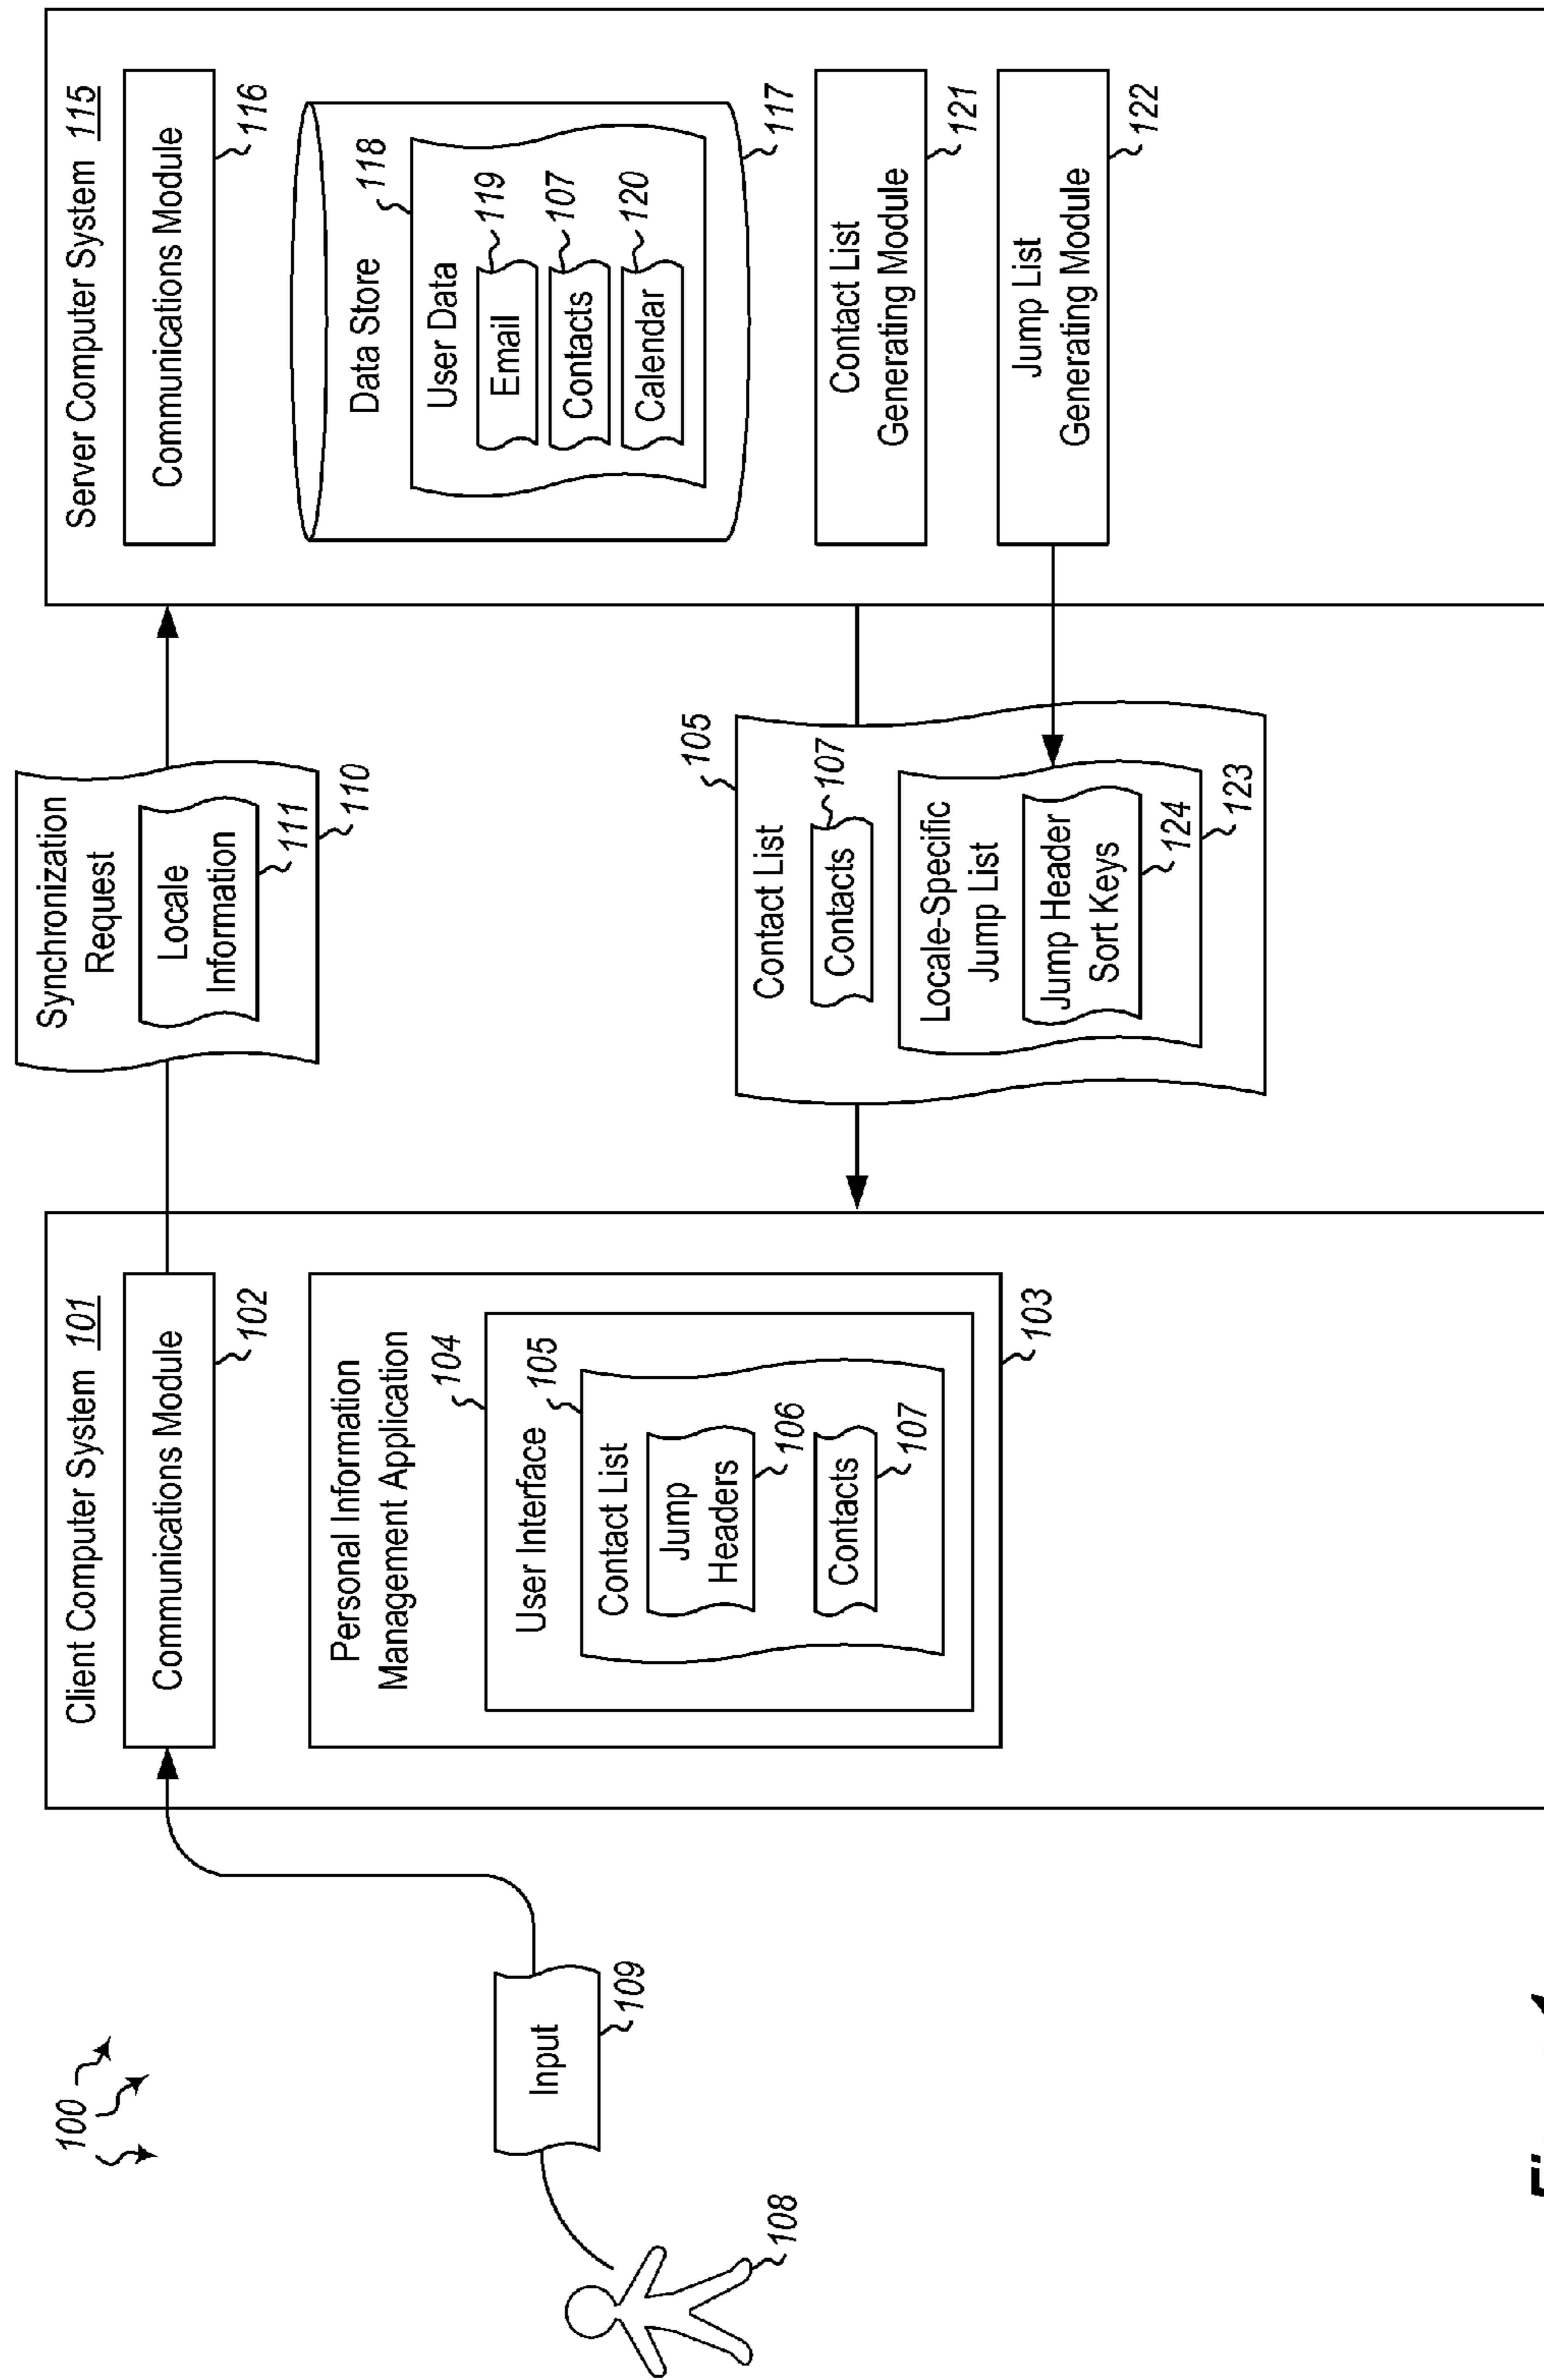 100
108
Input
109
Client Computer System 101
Communications Module
102
Personal Information
Management Application
104
User Interface
105
Contact List
Jump
Headers
106
Contacts
107
103
Synchronization
Request
Locale
Information
111
110
105
Contact List
107
Contacts
Locale-Specific
Jump List
Jump Header
Sort Keys
124
123
Server Computer System 115
Communications Module
116
Data Store
118
User Data
119
Email
107
Contacts
120
Calendar
117
Contact List
Generating Module
121
Jump List
Generating Module
122